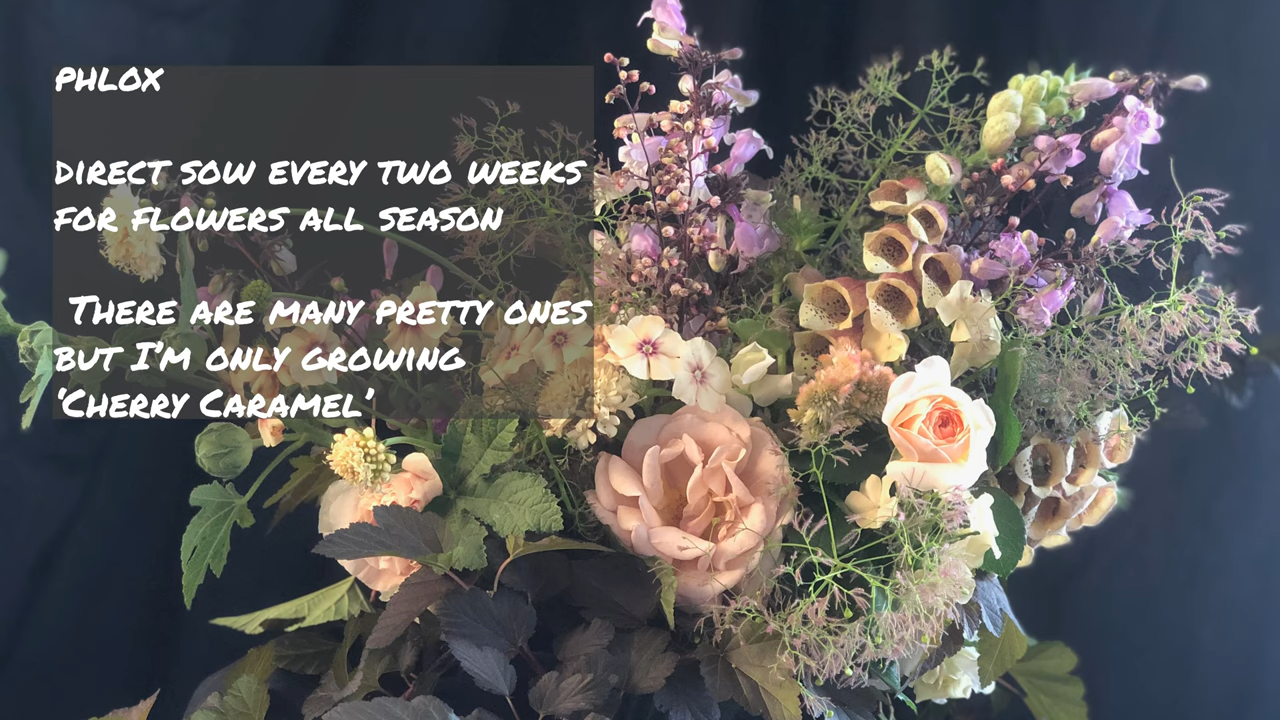 PHLOX
DIRECT SOW EVERY TWO WEEKS
FOR FLOWERS ALL SEASON
THERE ARE MANY PRETTY ONES
BUT I'M ONLY GROWING
'CHERRY CARAMEL'